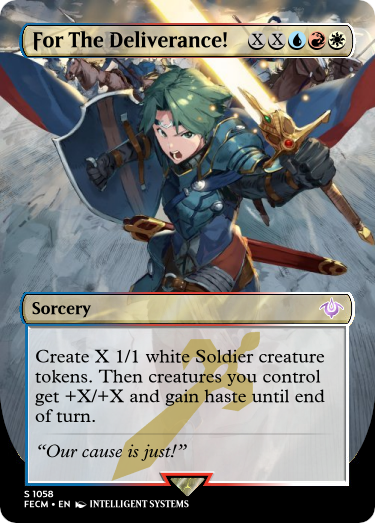 For The Deliverance! X X
Sorcery
Create X 1/1 white Soldier creature
tokens. Then creatures you control
get +X/+X and gain haste until end
of turn.
“Our cause is just!”
S 1058
FECM • EN INTELLIGENT SYSTEMS